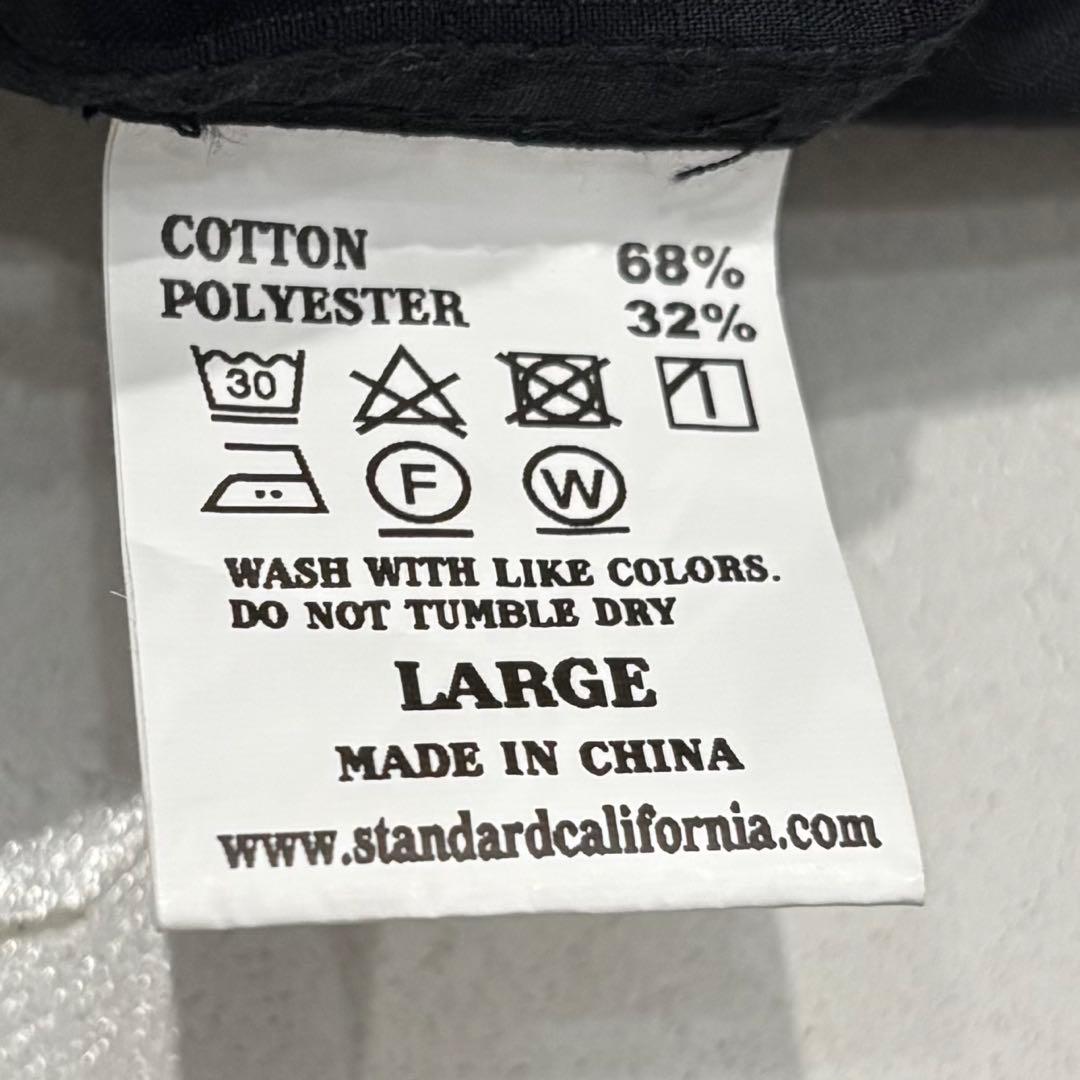 COTTON 68%
POLYESTER 32%
30
F W
WASH WITH LIKE COLORS.
DO NOT TUMBLE DRY
LARGE
MADE IN CHINA
www.standardcalifornia.com